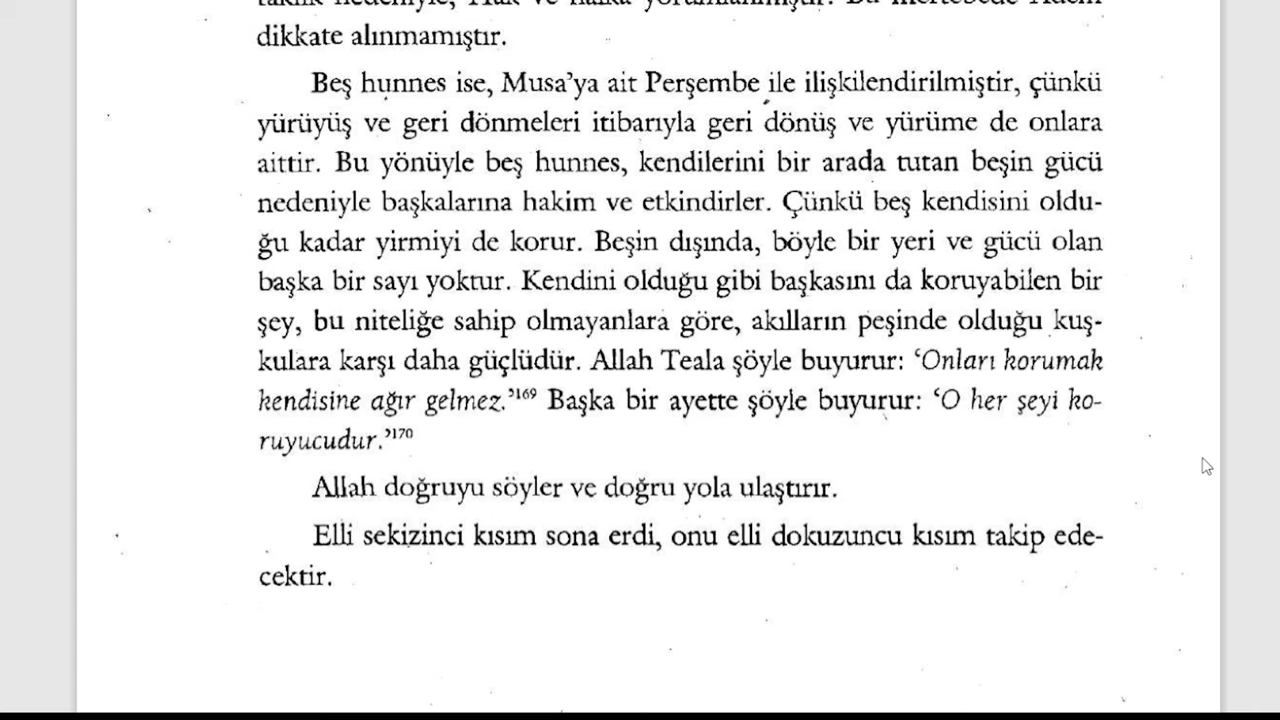 dikkate alınmamıştır.
Beş hunnes ise, Musa’ya ait Perşembe ile ilişkilendirilmiştir, çünkü
yürüyüş ve geri dönmeleri itibarıyla geri dönüş ve yürüme de onlara
aittir. Bu yönüyle beş hunnes, kendilerini bir arada tutan beşin gücü
nedeniyle başkalarına hakim ve etkindirler. Çünkü beş kendisini oldu-
ğu kadar yirmiyi de korur. Beşin dışında, böyle bir yeri ve gücü olan
başka bir sayı yoktur. Kendini olduğu gibi başkasını da koruyabilen bir
şey, bu niteliğe sahip olmayanlara göre, akılların peşinde olduğu kuş-
kulara karşı daha güçlüdür. Allah Teala şöyle buyurur: ‘Onları korumak
kendisine ağır gelmez.’169 Başka bir ayette şöyle buyurur: ‘O her şeyi ko-
ruyucudur.’170
Allah doğruyu söyler ve doğru yola ulaştırır.
Elli sekizinci kısım sona erdi, onu elli dokuzuncu kısım takip ede-
cektir.